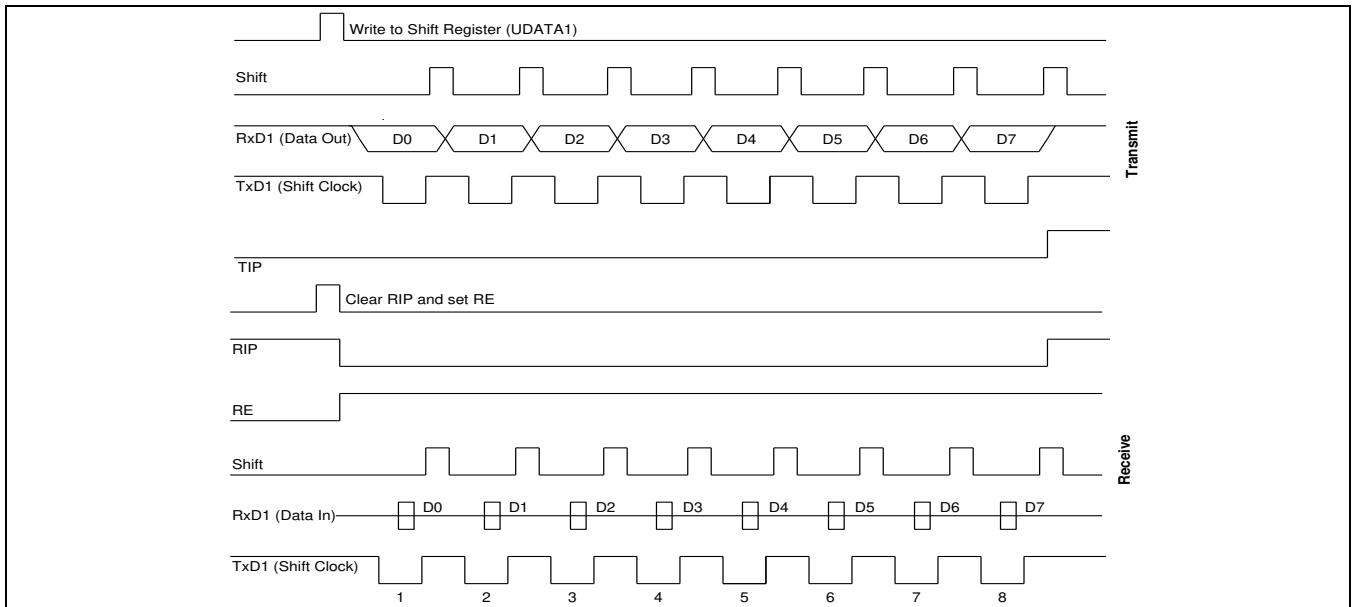 Write to Shift Register (UDATA1)
Shift
RxD1 (Data Out) D0 D1 D2 D3 D4 D5 D6 D7
TxD1 (Shift Clock)
TIP
Transmit
Clear RIP and set RE
RIP
RE
Shift
RxD1 (Data In) D0 D1 D2 D3 D4 D5 D6 D7
TxD1 (Shift Clock)
1 2 3 4 5 6 7 8
Receive